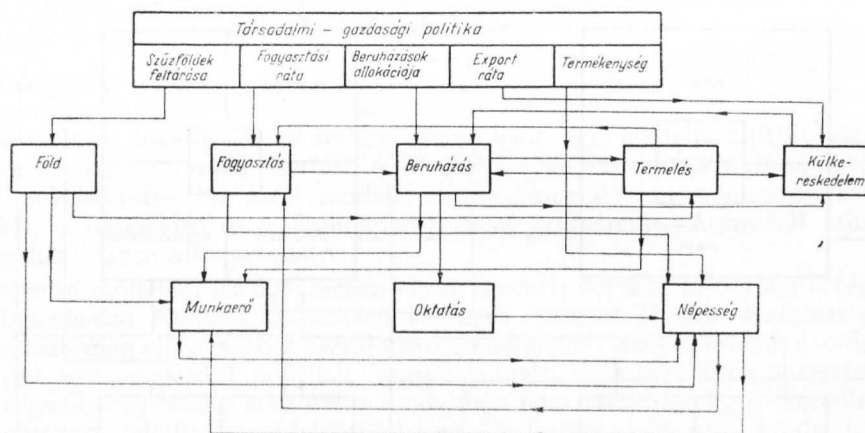 Társadalmi - gazdasági politika
Szűzföldek
feltárása
Fogyasztási
ráta
Beruházások
allokációja
Export
ráta
Termékenység
Föld
Fogyasztás
Beruházás
Termelés
Külke-
reskedelem
Munkaerő
Oktatás
Népesség